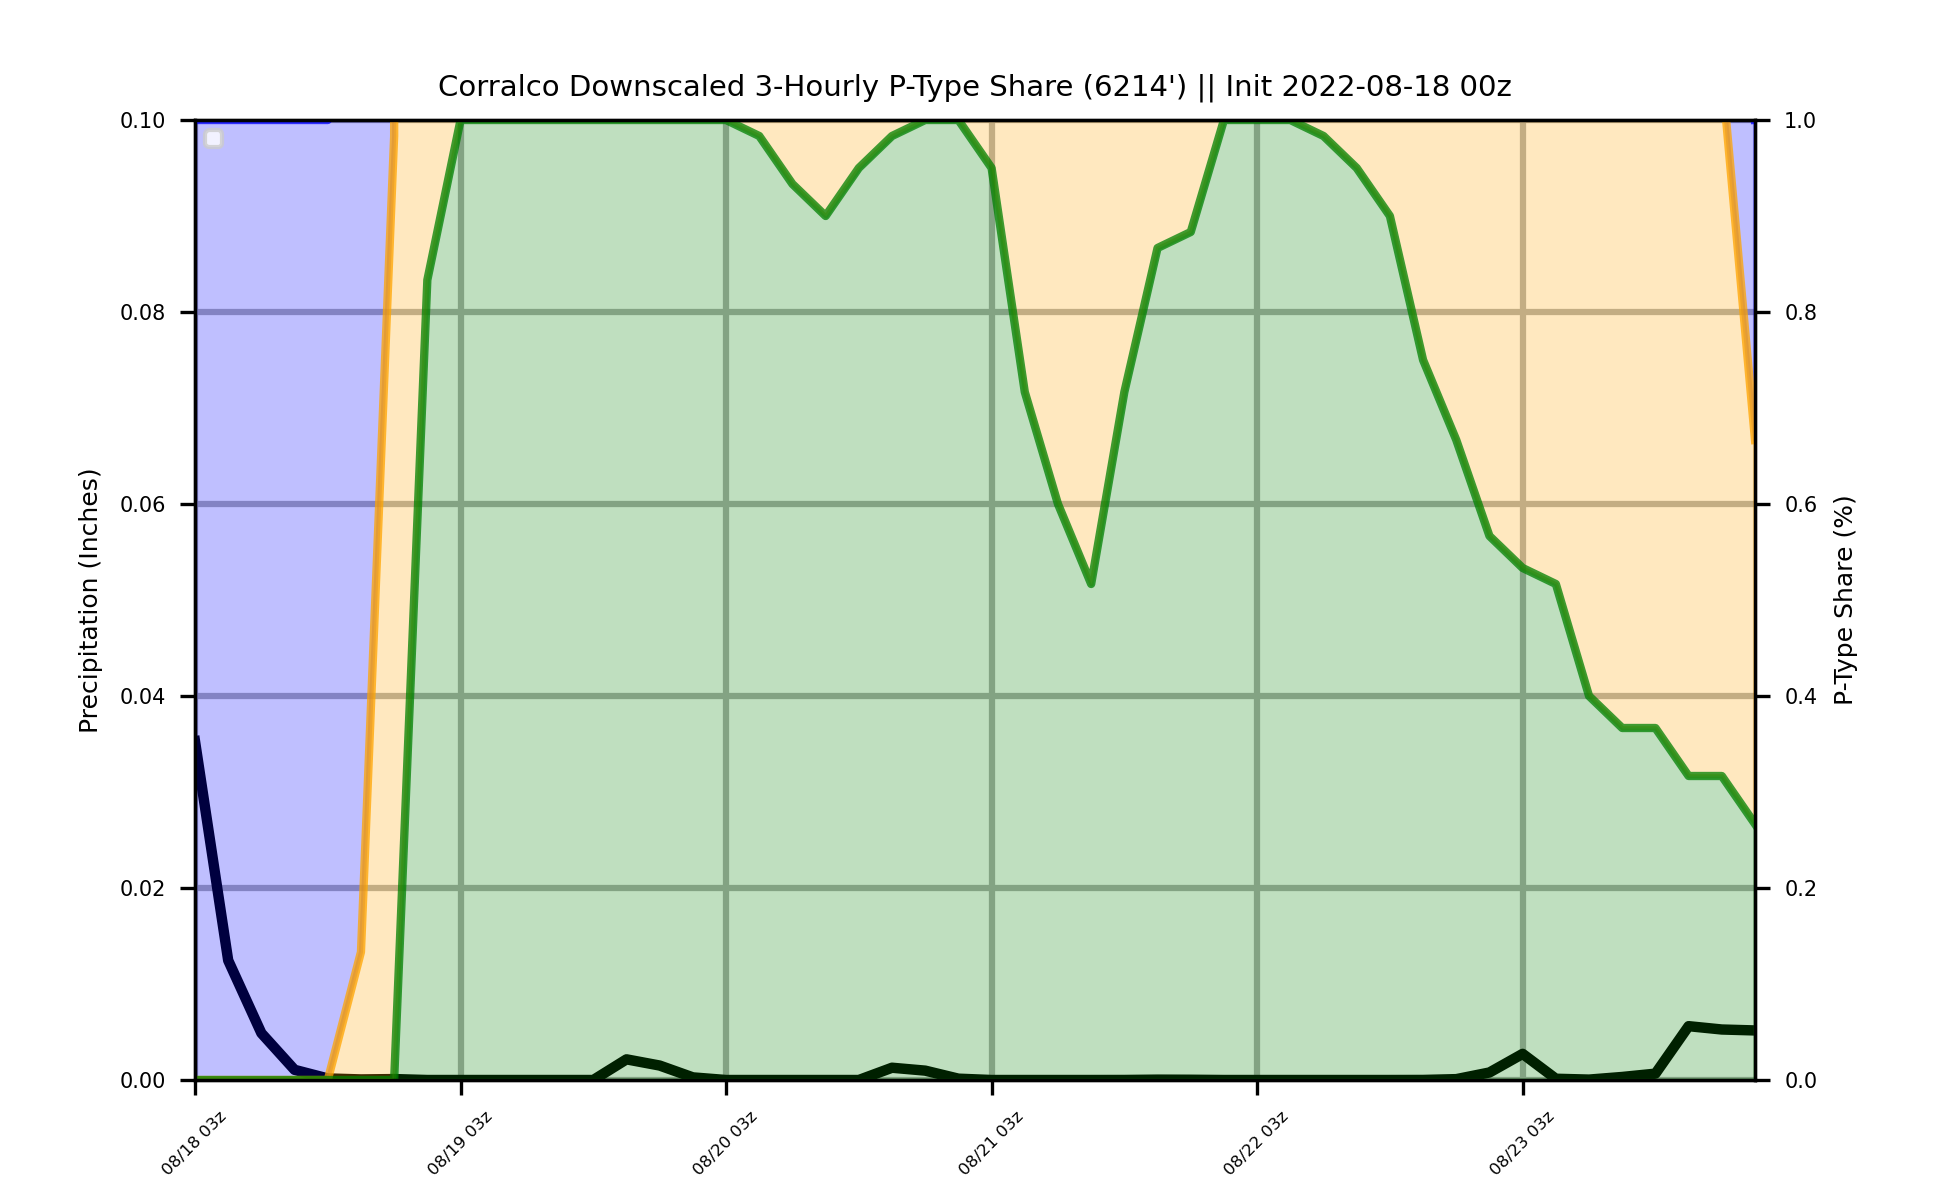 Corralco Downscaled 3-Hourly P-Type Share (6214') || Init 2022-08-18 00z
0.10
0.08
0.06
0.04
0.02
0.00
Precipitation (Inches)
1.0
0.8
0.6
0.4
0.2
0.0
P-Type Share (%)
08/18 03z
08/19 03z
08/20 03z
08/21 03z
08/22 03z
08/23 03z